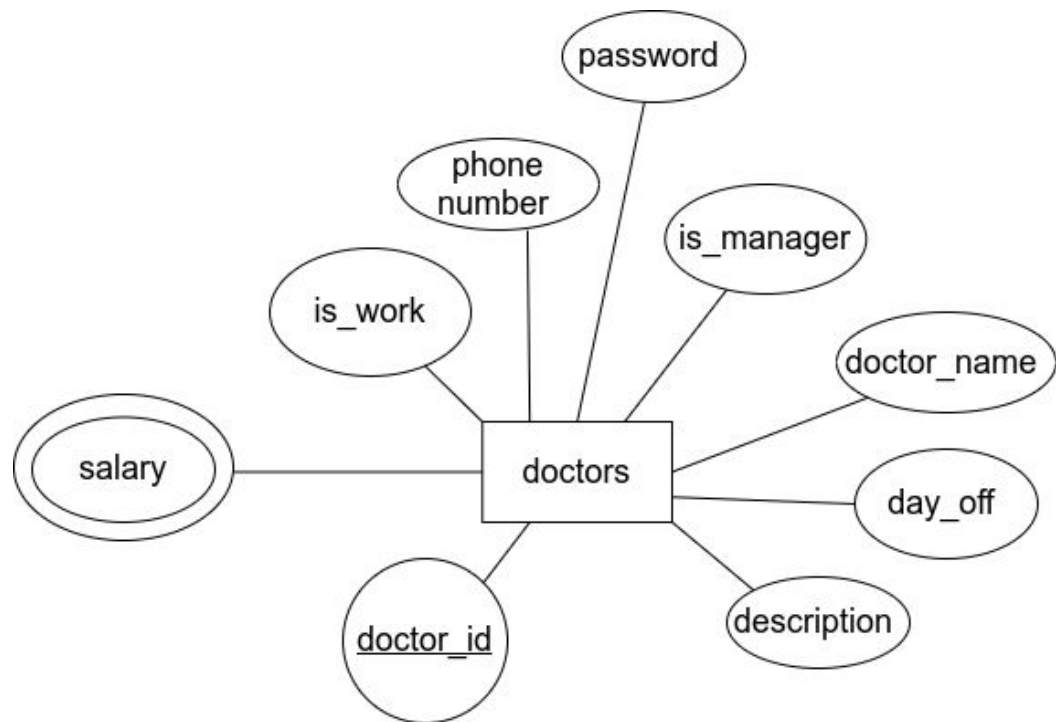 password
phone
number
is_manager
is_work
doctor_name
salary
doctors
day_off
description
doctor_id